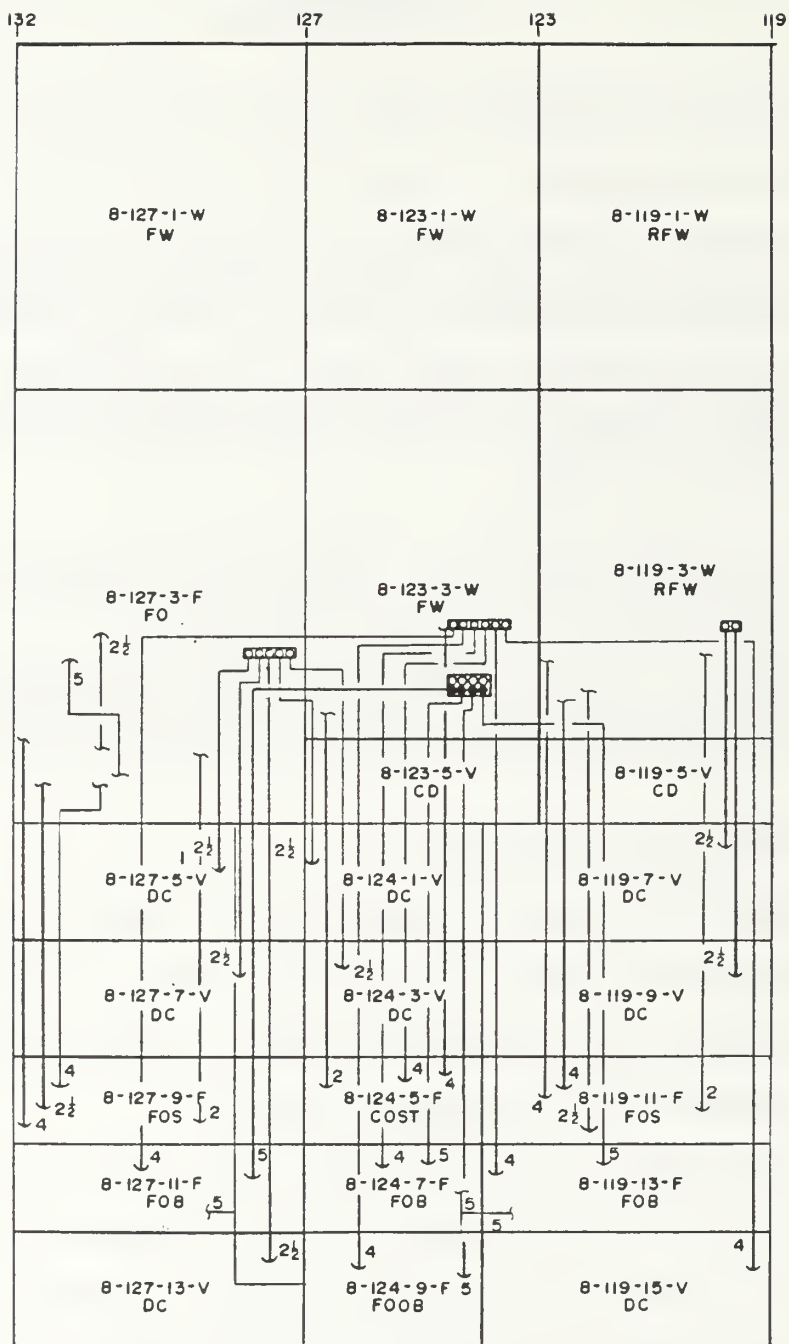 132 127 123 119
8-127-1-W
FW
8-123-1-W
FW
8-119-1-W
RFW
8-127-3-F
FO
8-123-3-W
FW
8-119-3-W
RFW
2½
5
8-123-5-V
CD
8-119-5-V
CD
1
2½
2½
2½
8-127-5-V
DC
8-124-1-V
DC
8-119-7-V
DC
2½
2½
2½
8-127-7-V
DC
8-124-3-V
DC
8-119-9-V
DC
4
2½
4
8-127-9-F
FOS
2
2
8-124-5-F
COST
4
4
4
4
2½
8-119-11-F
FOS
2
4
5
4
5
4
5
8-127-11-F
FOB
8-124-7-F
FOB
8-119-13-F
FOB
5
5
5
2½
4
5
4
8-127-13-V
DC
8-124-9-F
FOOB
8-119-15-V
DC